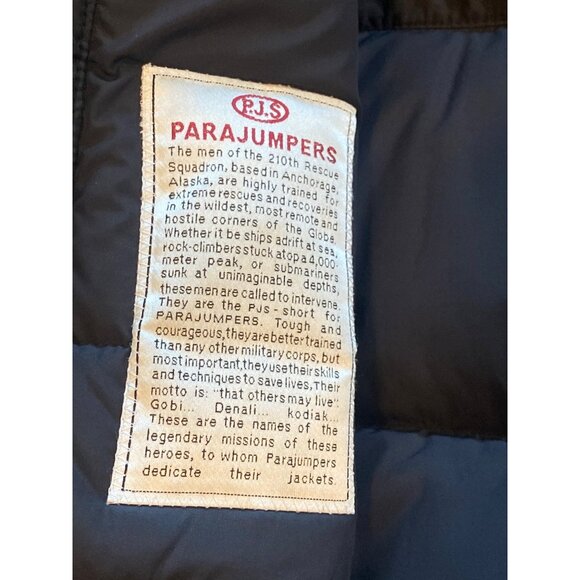 P.J.S
PARAJUMPERS
The men of the 210th Rescue
Squadron, based in Anchorage,
Alaska, are highly trained for
extreme rescues and recoveries
in the wildest, most remote and
hostile corners of the Globe.
Whether it be ships adrift at sea,
rock-climbers stuck atop a 4,000-
meter peak, or submariners
sunk at unimaginable depths,
these men are called to intervene.
They are the PJs - short for
PARAJUMPERS. Tough and
courageous, they are better trained
than any other military corps, but
most important, they use their skills
and techniques to save lives, Their
motto is: "that others may live"
Gobi... Denali... kodiak...
These are the names of the
legendary missions of these
heroes, to whom Parajumpers
dedicate their jackets.